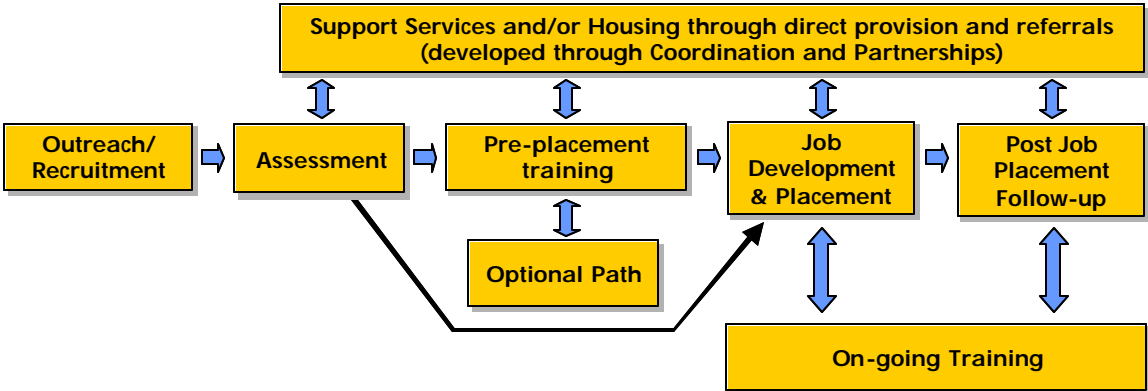 Support Services and/or Housing through direct provision and referrals
(developed through Coordination and Partnerships)
Outreach/
Recruitment
Assessment
Pre-placement
training
Job
Development
& Placement
Post Job
Placement
Follow-up
Optional Path
On-going Training